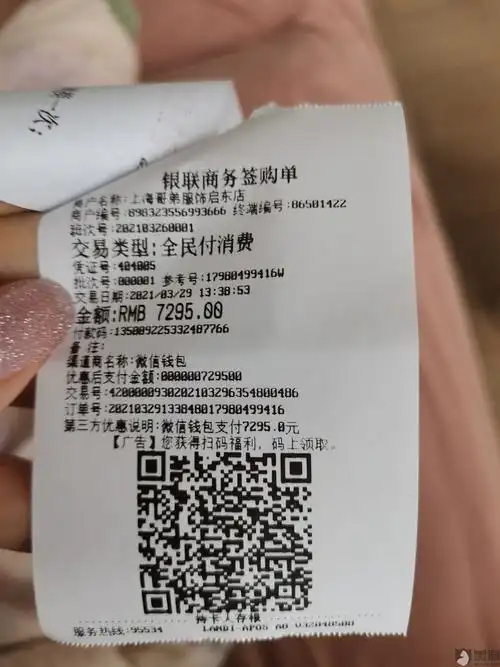 银联商务签购单
商户名称:上海哥弟服饰启东店
商户编号:898323556993666 终端编号:06501422
班次号:202103260001
交易类型:全民付消费
凭证号:404005
批次号:000001 参考号:17980499416W
交易日期:2021/03/29 13:38:53
金额:RMB 7295.00
付款码:135009225332487766
备 注:
渠道商名称:微信钱包
优惠后支付金额:000000729500
交易号:4200000930202103296354800486
订单号:20210329133848017980499416
第三方优惠说明:微信钱包支付7295.0元
【广告】您获得扫码福利,码上领取。
持卡人存根
服务热线:95534